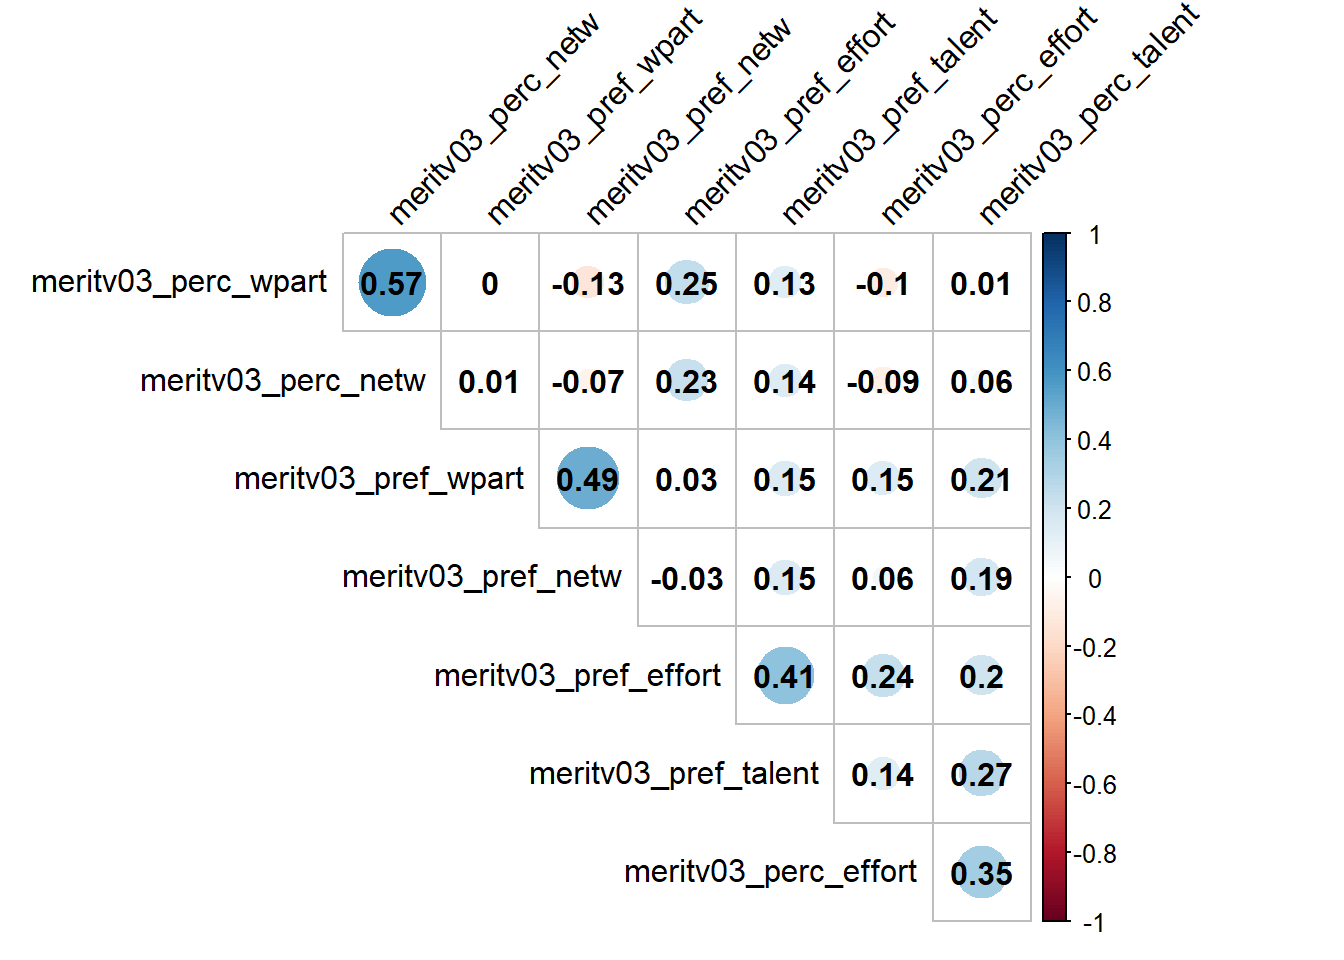 meritv03_perc_netw
meritv03_pref_wpart
meritv03_pref_netw
meritv03_pref_effort
meritv03_pref_talent
meritv03_perc_effort
meritv03_perc_talent
meritv03_perc_wpart 0.57 0 -0.13 0.25 0.13 -0.1 0.01
meritv03_perc_netw 0.01 -0.07 0.23 0.14 -0.09 0.06
meritv03_pref_wpart 0.49 0.03 0.15 0.15 0.21
meritv03_pref_netw -0.03 0.15 0.06 0.19
meritv03_pref_effort 0.41 0.24 0.2
meritv03_pref_talent 0.14 0.27
meritv03_perc_effort 0.35
1
0.8
0.6
0.4
0.2
0
-0.2
-0.4
-0.6
-0.8
-1